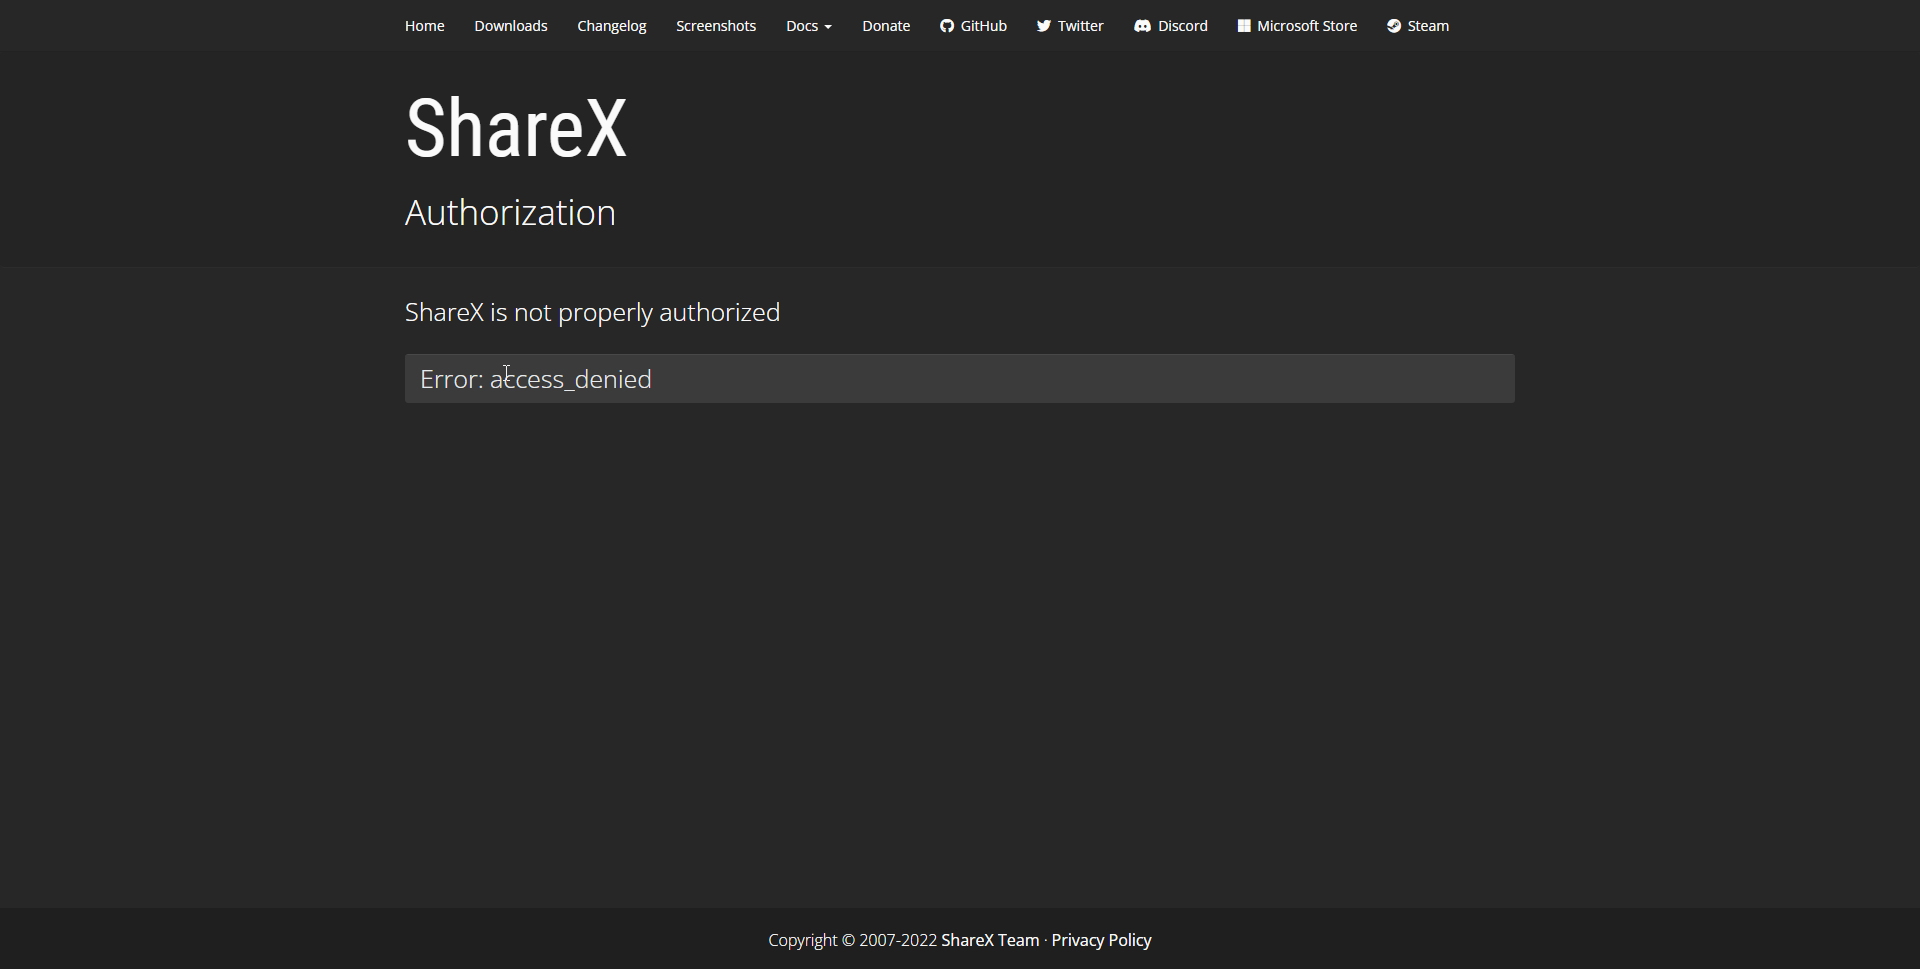 Home Downloads Changelog Screenshots Docs Donate GitHub Twitter Discord Microsoft Store Steam
ShareX
Authorization
ShareX is not properly authorized
Error: access_denied
Copyright © 2007-2022 ShareX Team · Privacy Policy